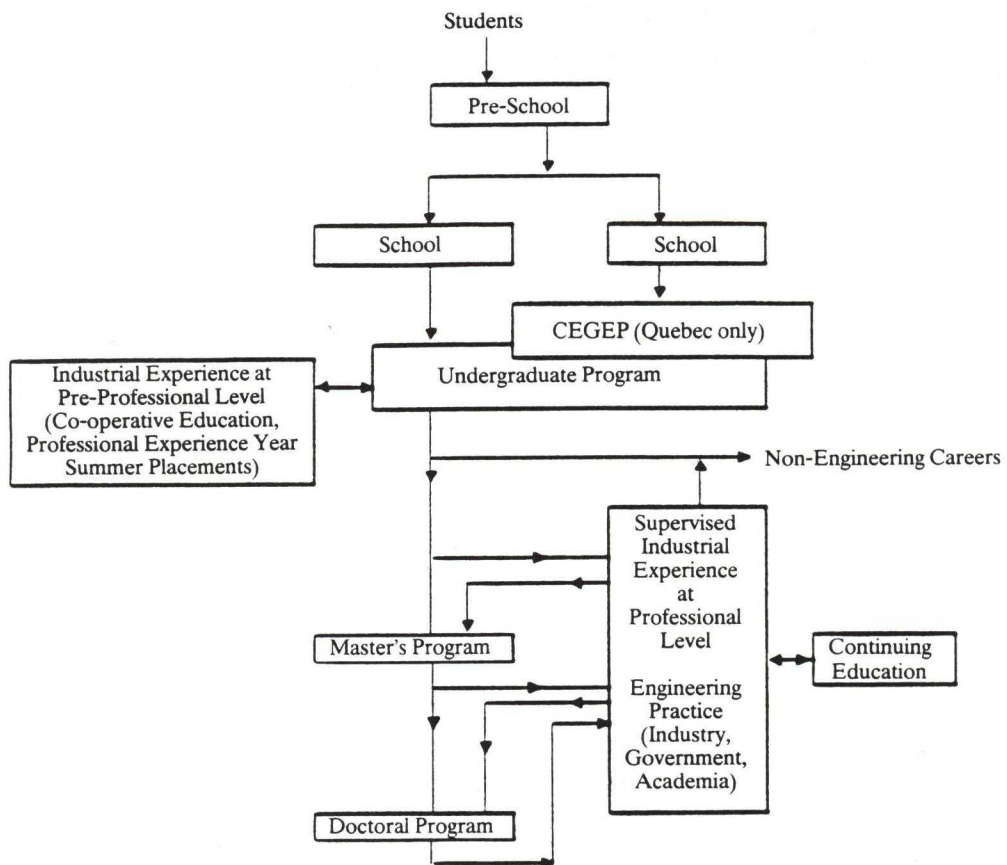 Students
Pre-School
School
School
CEGEP (Quebec only)
Undergraduate Program
Industrial Experience at
Pre-Professional Level
(Co-operative Education,
Professional Experience Year
Summer Placements)
Non-Engineering Careers
Supervised
Industrial
Experience
at
Professional
Level
Engineering
Practice
(Industry,
Government,
Academia)
Continuing
Education
Master's Program
Doctoral Program